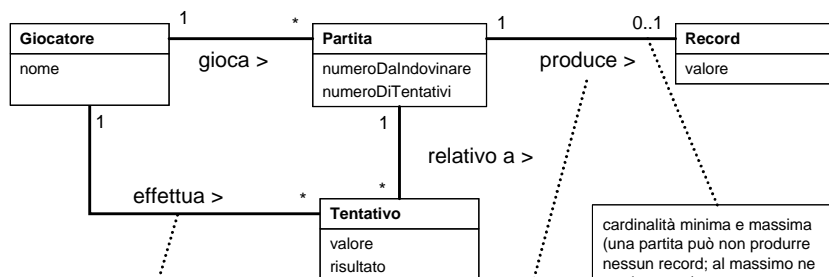 1 * 1 0..1
Giocatore Partita Record
gioca > produce >
nome numeroDaIndovinare valore
numeroDiTentativi
1 1
relativo a >
effettua > * *
Tentativo
valore
risultato
cardinalità minima e massima
(una partita può non produrre
nessun record; al massimo ne